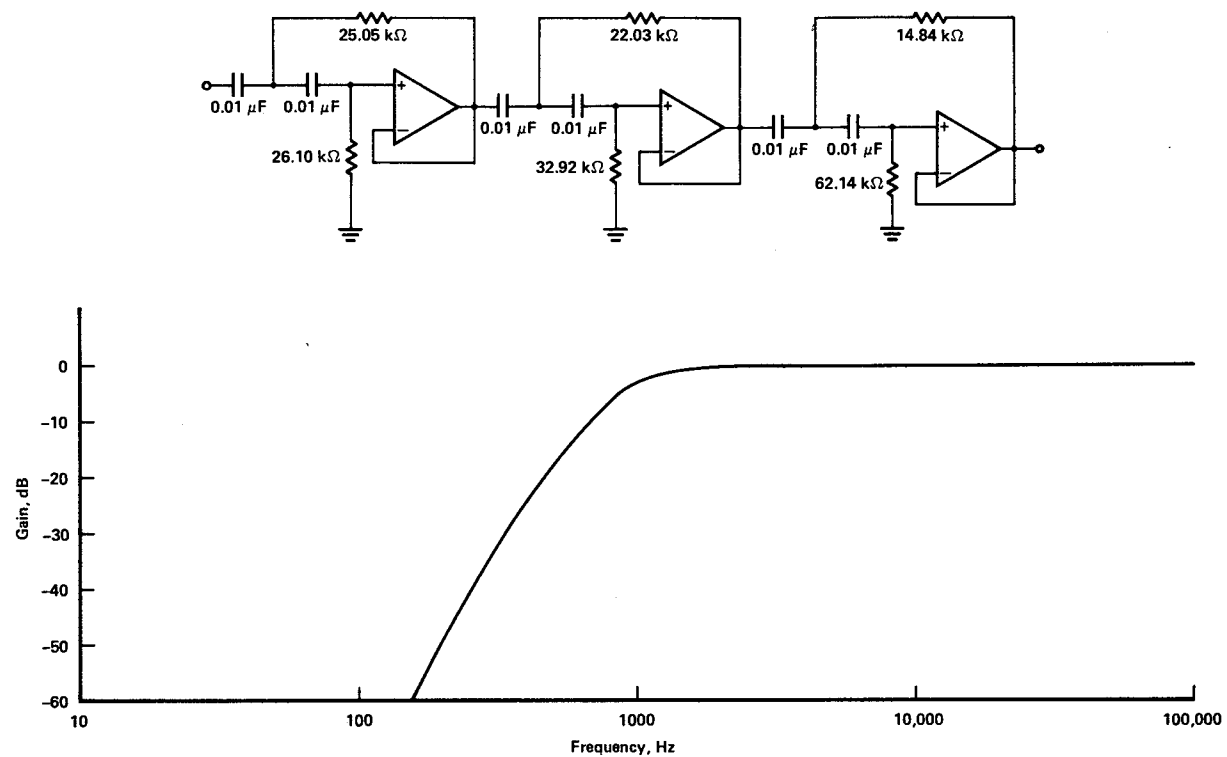 25.05 kΩ
22.03 kΩ
14.84 kΩ
0.01 μF
0.01 μF
+
−
26.10 kΩ
0.01 μF
0.01 μF
+
−
32.92 kΩ
0.01 μF
0.01 μF
+
−
62.14 kΩ
0
−10
−20
−30
−40
−50
−60
Gain, dB
10
100
1000
10,000
100,000
Frequency, Hz